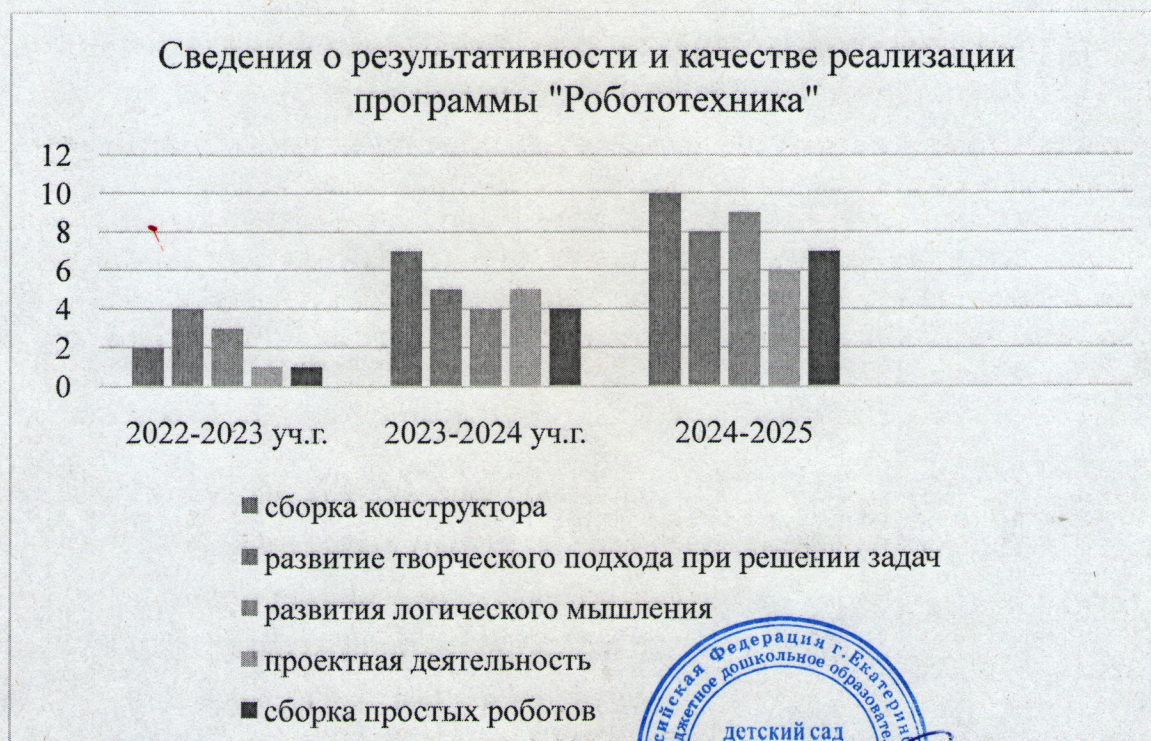 Сведения о результативности и качестве реализации
программы "Робототехника"
12
10
8
6
4
2
0
2022-2023 уч.г.
2023-2024 уч.г.
2024-2025
сборка конструктора
развитие творческого подхода при решении задач
развития логического мышления
проектная деятельность
сборка простых роботов
Федерация г.
дошкольное
детский сад